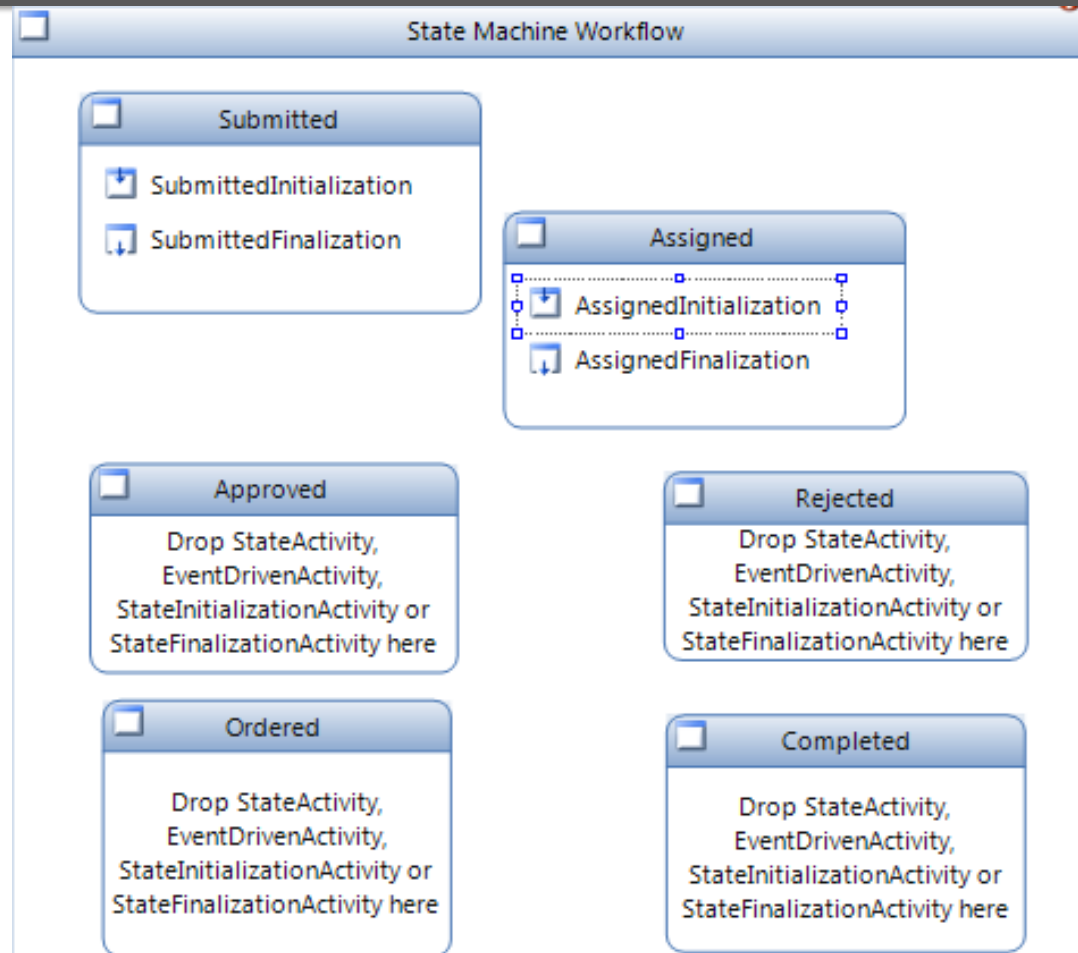 State Machine Workflow
Submitted
SubmittedInitialization
SubmittedFinalization
Assigned
AssignedInitialization
AssignedFinalization
Approved
Drop StateActivity,
EventDrivenActivity,
StateInitializationActivity or
StateFinalizationActivity here
Rejected
Drop StateActivity,
EventDrivenActivity,
StateInitializationActivity or
StateFinalizationActivity here
Ordered
Drop StateActivity,
EventDrivenActivity,
StateInitializationActivity or
StateFinalizationActivity here
Completed
Drop StateActivity,
EventDrivenActivity,
StateInitializationActivity or
StateFinalizationActivity here